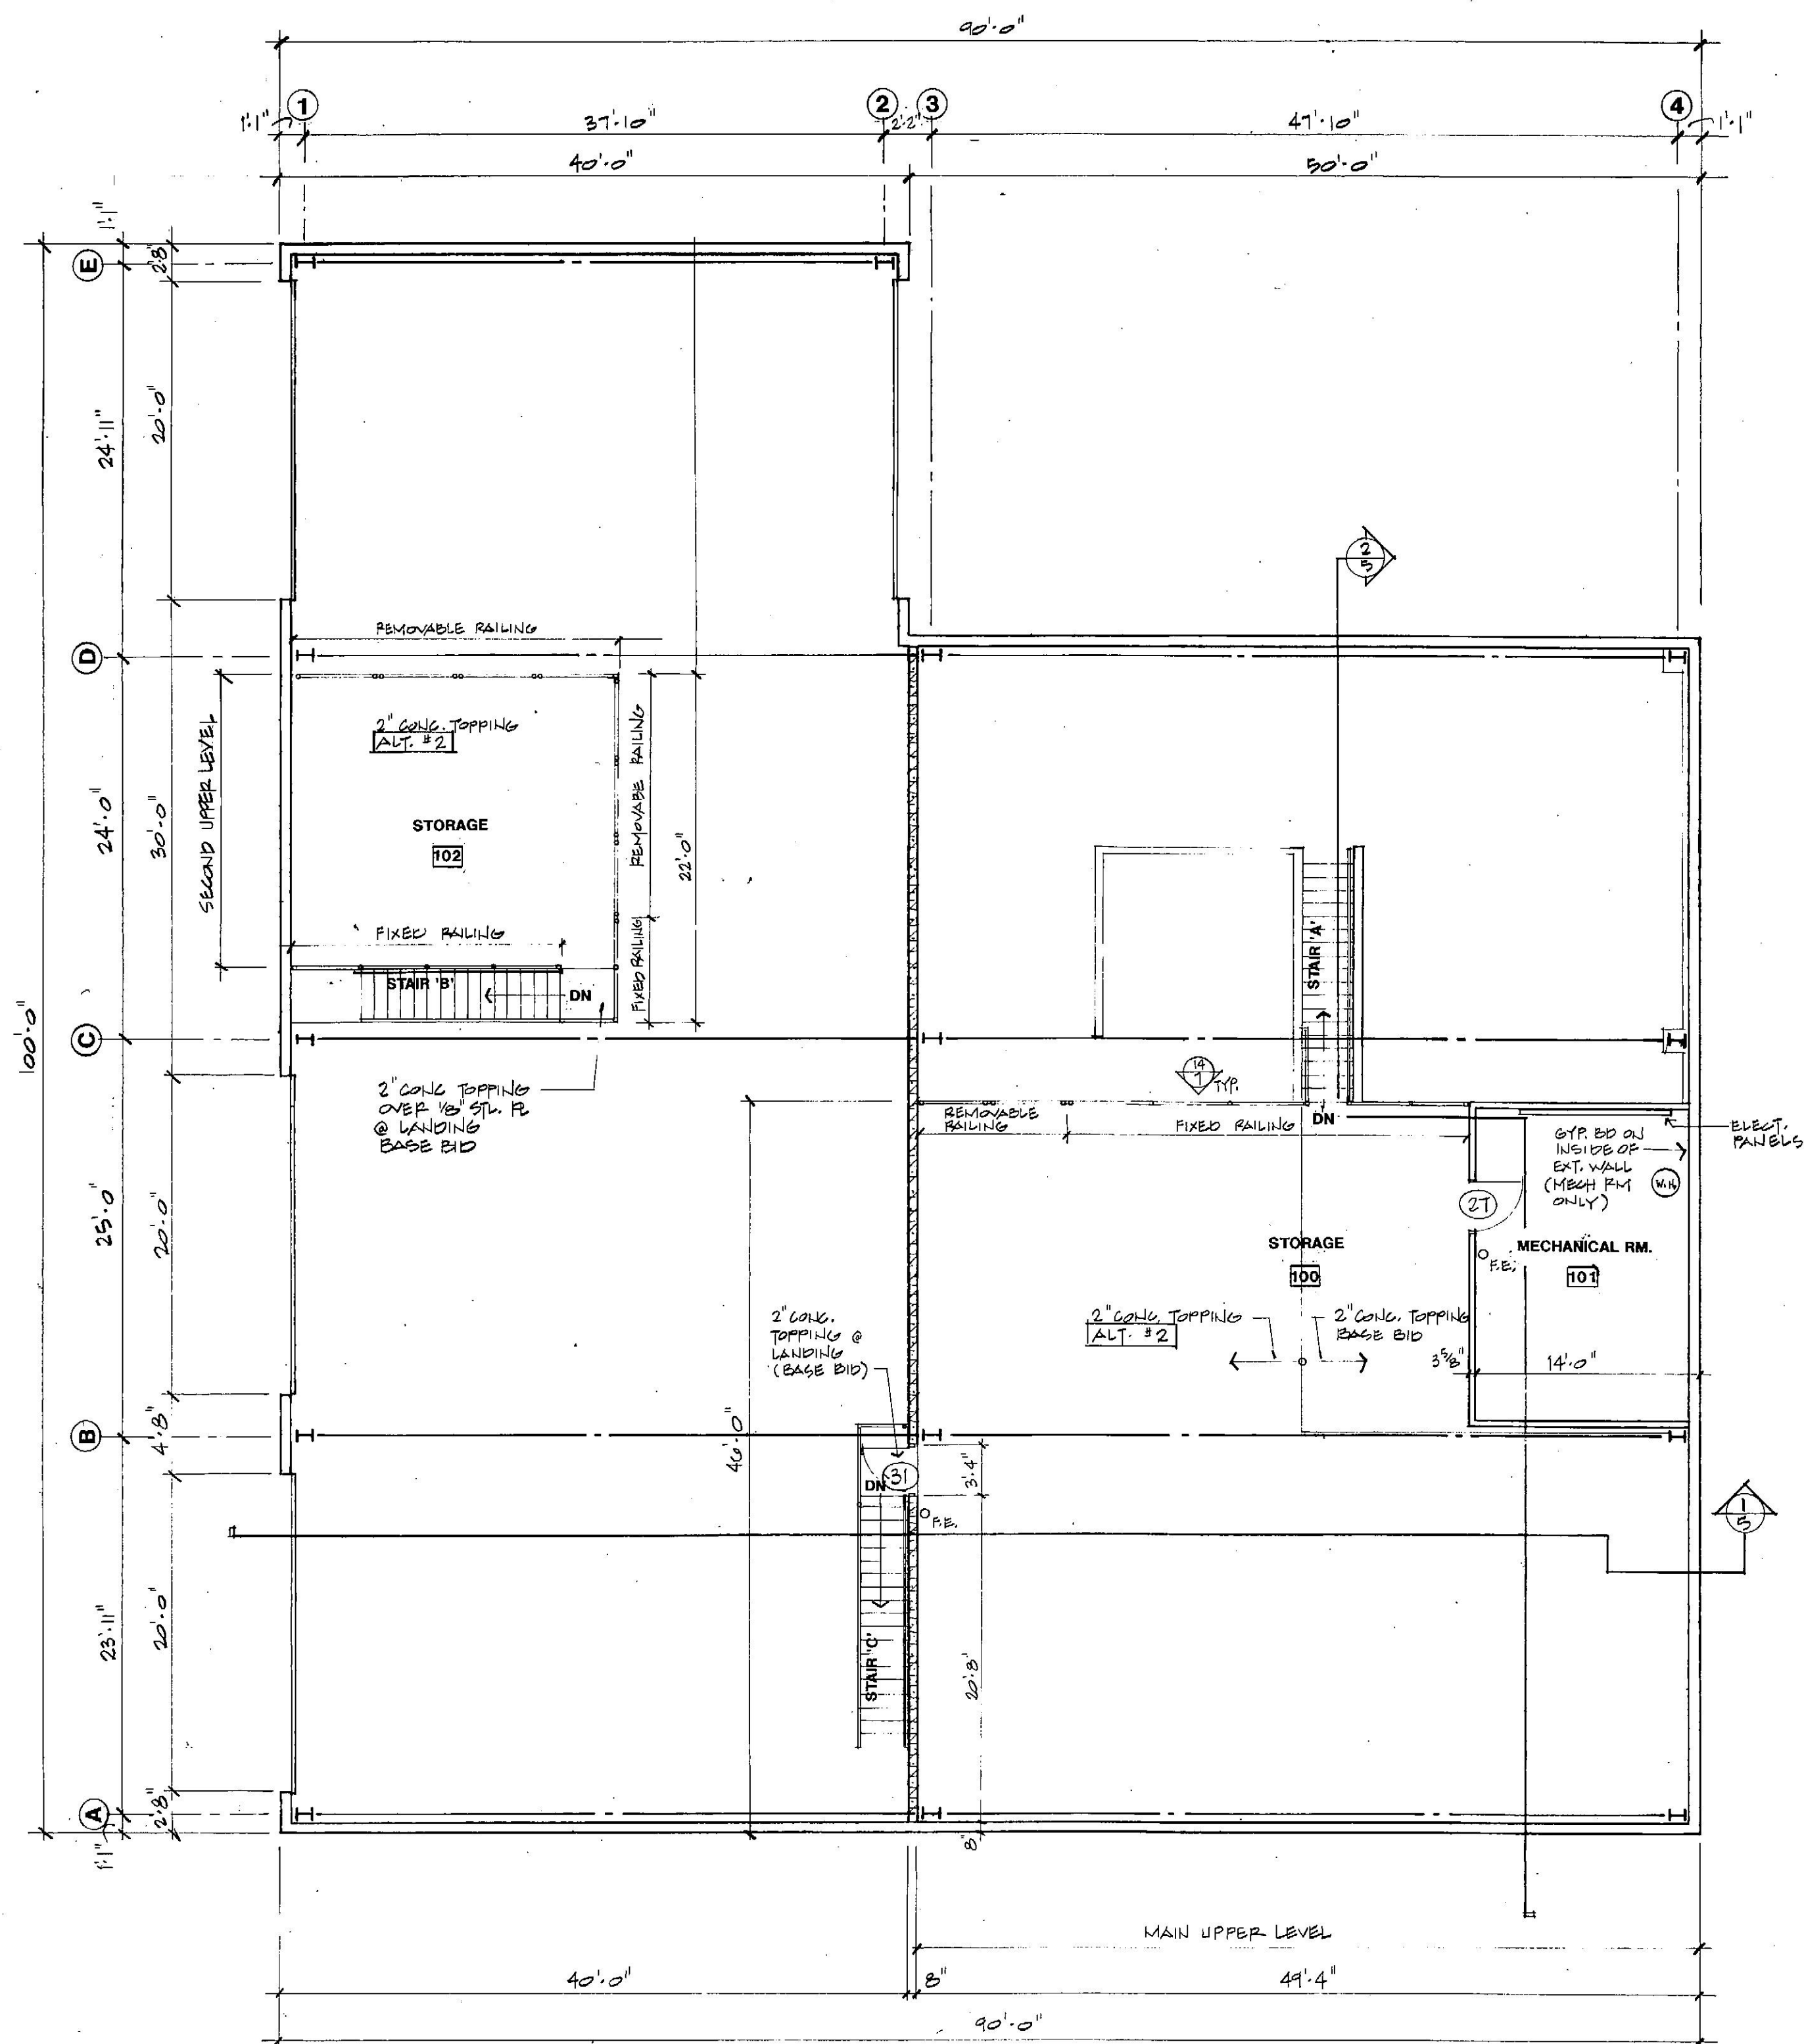 90'-0"
1 2 3 4
1'-1" 37'-10" 2'-2" 47'-10" 1'-1"
40'-0" 50'-0"
1'-1"
E
2'-8"
24'-11"
20'-0"
2
5
REMOVABLE RAILING
D
2" CONC. TOPPING
ALT. #2
SECOND UPPER LEVEL
REMOVABE RAILING
24'-0"
30'-0"
STORAGE
102
22'-0"
FIXED RAILING
FIXED RAILING
STAIR 'B'
DN
STAIR 'A'
100'-0"
C
14
7
TYP.
2" CONC TOPPING
OVER 1/8" STL. PL
@ LANDING
BASE BID
REMOVABLE
RAILING
FIXED RAILING
DN
ELECT.
PANELS
GYP. BD ON
INSIDE OF
EXT. WALL
(MECH RM
ONLY)
W.H.
27
25'-0"
20'-0"
STORAGE
100
F.E.
MECHANICAL RM.
101
2" CONC.
TOPPING @
LANDING
(BASE BID)
2" CONC. TOPPING
ALT. #2
2" CONC. TOPPING
BASE BID
3 5/8"
14'-0"
B
4'-8"
46'-0"
DN
31
3'-4"
F.E.
1
5
23'-11"
20'-0"
STAIR 'C'
20'-8"
A
2'-8"
1'-1"
8"
MAIN UPPER LEVEL
40'-0" 8" 49'-4"
90'-0"